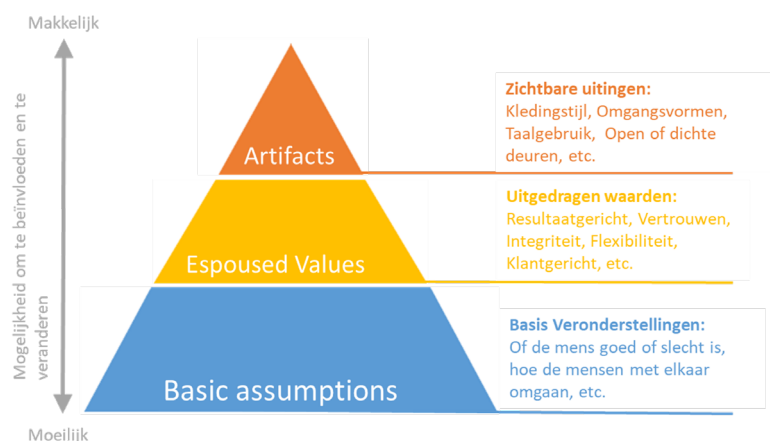 Makkelijk
Mogelijkheid om te beïnvloeden en te
veranderen
Moeilijk
Artifacts
Zichtbare uitingen:
Kledingstijl, Omgangsvormen,
Taalgebruik, Open of dichte
deuren, etc.
Espoused Values
Uitgedragen waarden:
Resultaatgericht, Vertrouwen,
Integriteit, Flexibiliteit,
Klantgericht, etc.
Basic assumptions
Basis Veronderstellingen:
Of de mens goed of slecht is,
hoe de mensen met elkaar
omgaan, etc.